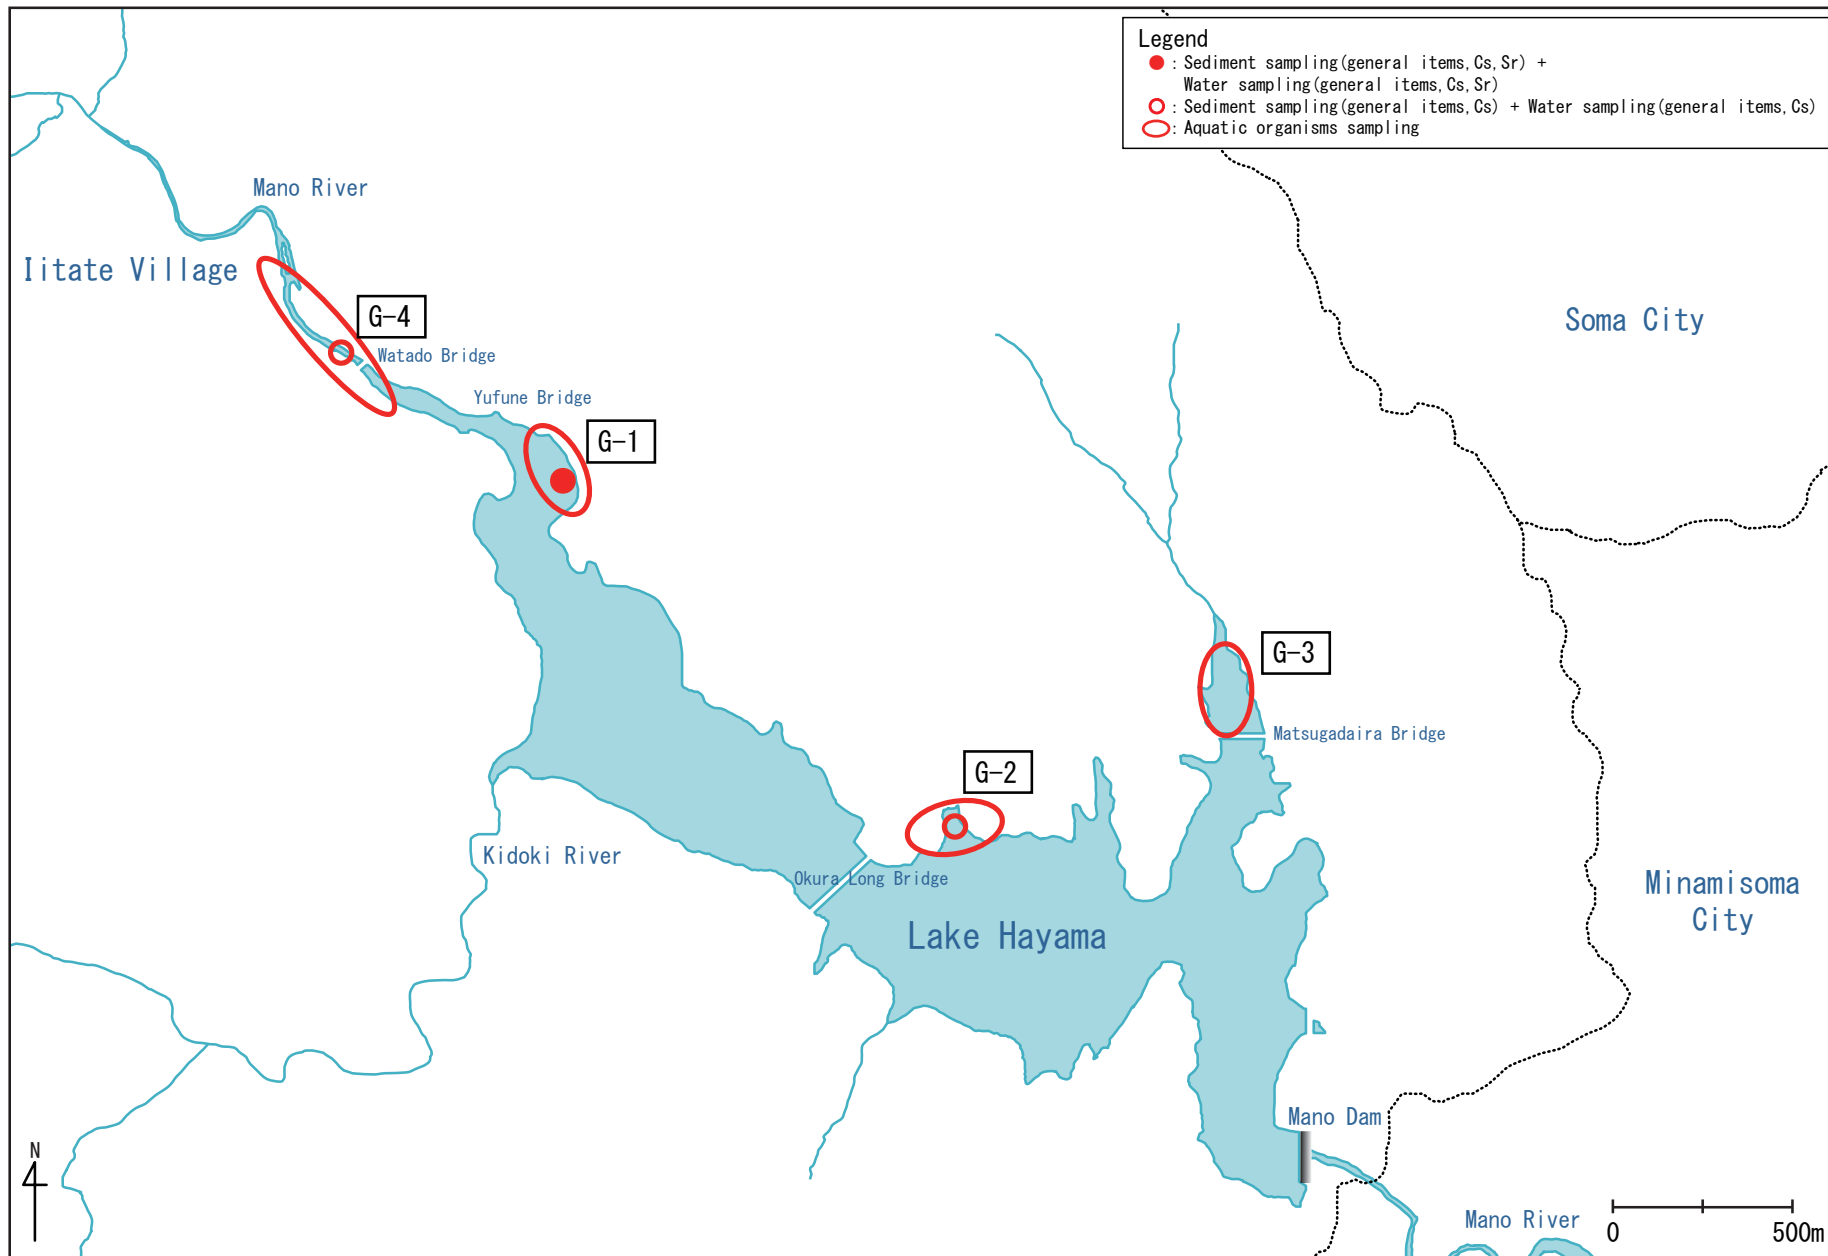 Legend
: Sediment sampling(general items, Cs, Sr) +
Water sampling(general items, Cs, Sr)
: Sediment sampling(general items, Cs) + Water sampling(general items, Cs)
: Aquatic organisms sampling
Mano River
Iitate Village
G-4
Soma City
Watado Bridge
Yufune Bridge
G-1
G-3
Matsugadaira Bridge
G-2
Kidoki River
Okura Long Bridge
Minamisoma
City
Lake Hayama
Mano Dam
N
Mano River
0
500m